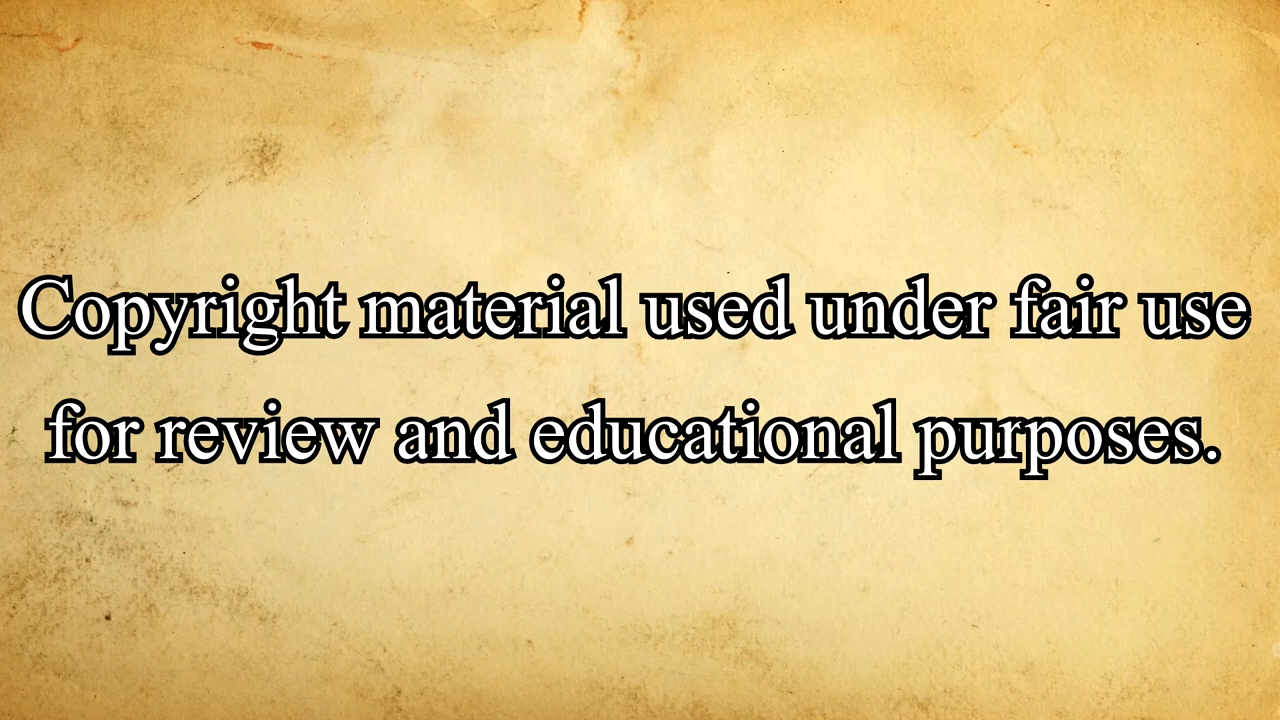 Copyright material used under fair use
for review and educational purposes.